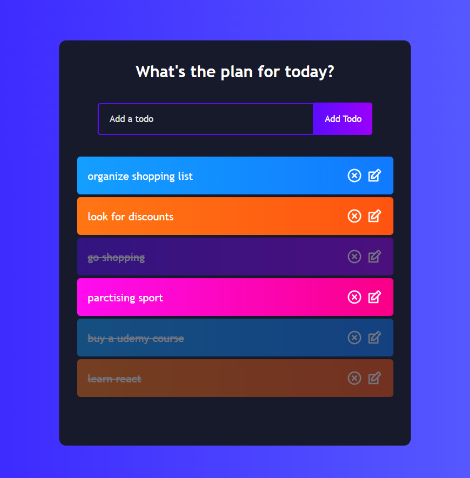 What's the plan for today?
Add a todo
Add Todo
organize shopping list
look for discounts
go shopping
parctising sport
buy a udemy course
learn react